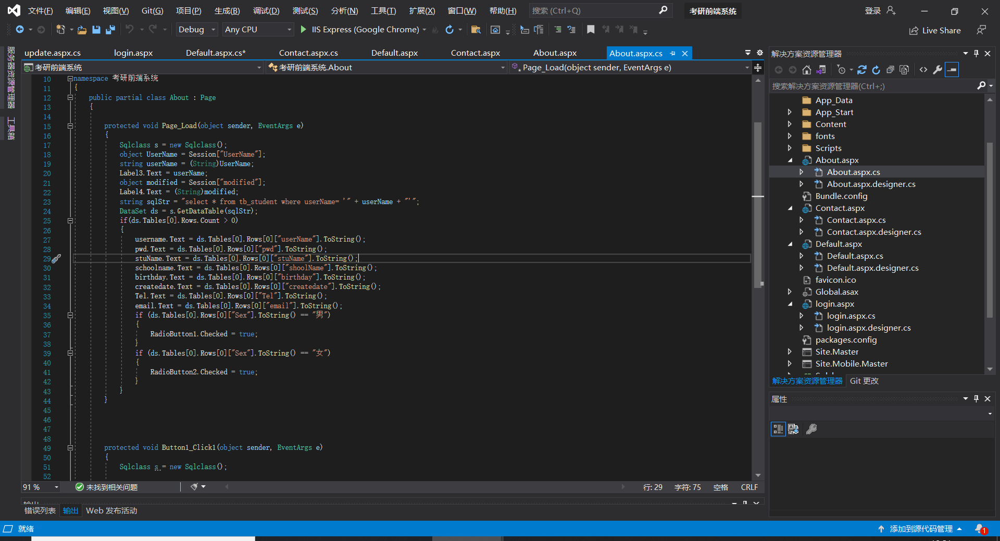 文件(F) 编辑(E) 视图(V) Git(G) 项目(P) 生成(B) 调试(D) 测试(S) 分析(N) 工具(T) 扩展(X) 窗口(W) 帮助(H) 搜索 (Ctrl+Q) 考研前端系统 登录
Debug Any CPU IIS Express (Google Chrome) Live Share
服务器资源管理器
工具箱
update.aspx.cs login.aspx Default.aspx.cs* Contact.aspx.cs Default.aspx Contact.aspx About.aspx About.aspx.cs
考研前端系统 考研前端系统.About Page_Load(object sender, EventArgs e)
10 namespace 考研前端系统
11 {
12 public partial class About : Page
13 {
14
15 protected void Page_Load(object sender, EventArgs e)
16 {
17 Sqlclass s = new Sqlclass();
18 object UserName = Session["UserName"];
19 string userName = (String)UserName;
20 Label3.Text = userName;
21 object modified = Session["modified"];
22 Label4.Text = (String)modified;
23 string sqlStr = "select * from tb_student where userName= '" + userName + "'";
24 DataSet ds = s.GetDataTable(sqlStr);
25 if(ds.Tables[0].Rows.Count > 0)
26 {
27 username.Text = ds.Tables[0].Rows[0]["userName"].ToString();
28 pwd.Text = ds.Tables[0].Rows[0]["pwd"].ToString();
29 stuName.Text = ds.Tables[0].Rows[0]["stuName"].ToString();
30 schoolname.Text = ds.Tables[0].Rows[0]["shoolName"].ToString();
31 birthday.Text = ds.Tables[0].Rows[0]["birthday"].ToString();
32 createdate.Text = ds.Tables[0].Rows[0]["createdate"].ToString();
33 Tel.Text = ds.Tables[0].Rows[0]["Tel"].ToString();
34 email.Text = ds.Tables[0].Rows[0]["email"].ToString();
35 if (ds.Tables[0].Rows[0]["Sex"].ToString() == "男")
36 {
37 RadioButton1.Checked = true;
38 }
39 if (ds.Tables[0].Rows[0]["Sex"].ToString() == "女")
40 {
41 RadioButton2.Checked = true;
42 }
43 }
44 }
45
46
47
48
49 protected void Button1_Click1(object sender, EventArgs e)
50 {
51 Sqlclass s = new Sqlclass();
52
91 % 未找到相关问题 行: 29 字符: 75 空格 CRLF
输出
错误列表 输出 Web 发布活动
解决方案资源管理器
搜索解决方案资源管理器(Ctrl+;)
App_Data
App_Start
Content
fonts
Scripts
About.aspx
About.aspx.cs
About.aspx.designer.cs
Bundle.config
Contact.aspx
Contact.aspx.cs
Contact.aspx.designer.cs
Default.aspx
Default.aspx.cs
Default.aspx.designer.cs
favicon.ico
Global.asax
login.aspx
login.aspx.cs
login.aspx.designer.cs
packages.config
Site.Master
Site.Mobile.Master
解决方案资源管理器 Git 更改
属性
就绪 添加到源代码管理 1